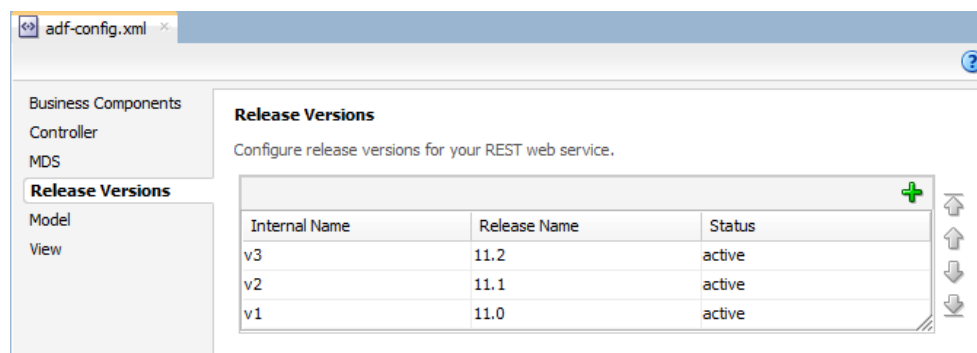 adf-config.xml
Business Components
Controller
MDS
Release Versions
Model
View
Release Versions
Configure release versions for your REST web service.
Internal Name Release Name Status
v3 11.2 active
v2 11.1 active
v1 11.0 active